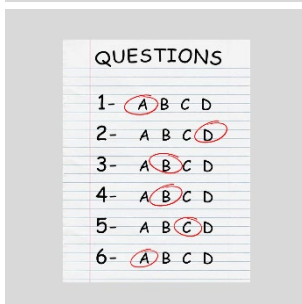 QUESTIONS
1- A B C D
2- A B C D
3- A B C D
4- A B C D
5- A B C D
6- A B C D